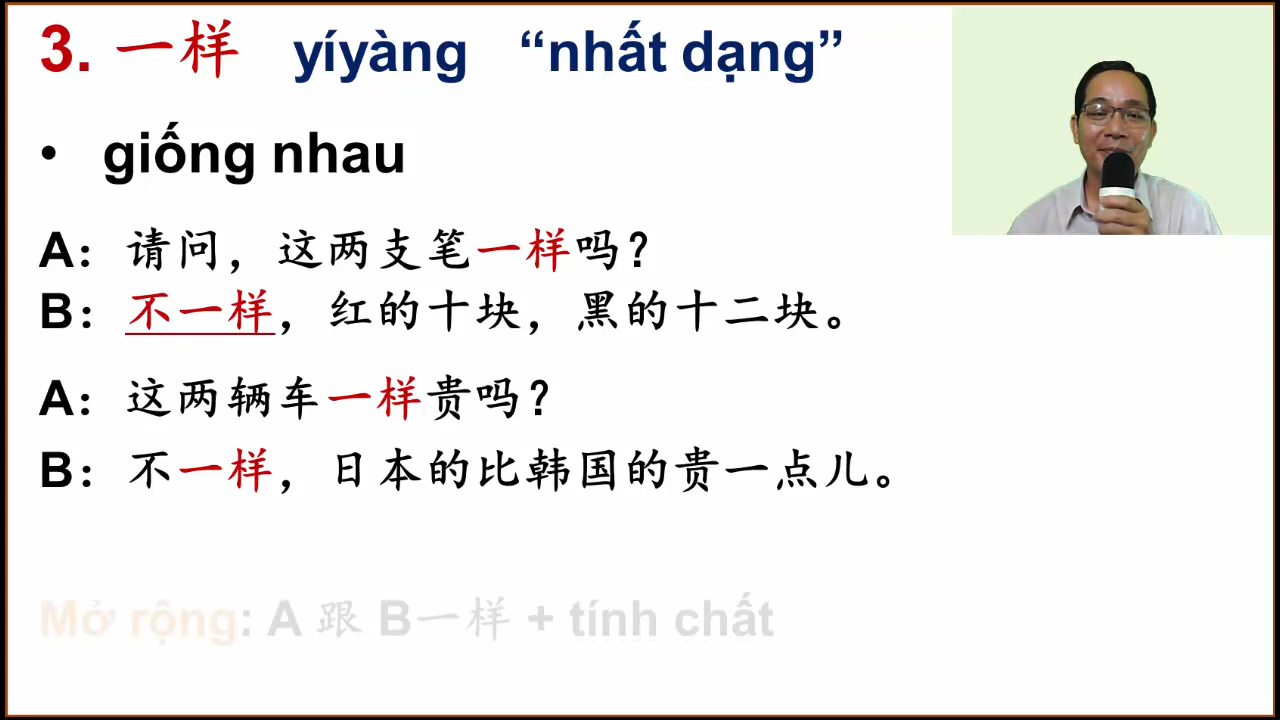 3. 一样 yíyàng “nhất dạng”
• giống nhau
A：请问，这两支笔一样吗？
B：不一样，红的十块，黑的十二块。
A：这两辆车一样贵吗？
B：不一样，日本的比韩国的贵一点儿。
Mở rộng: A 跟 B一样 + tính chất